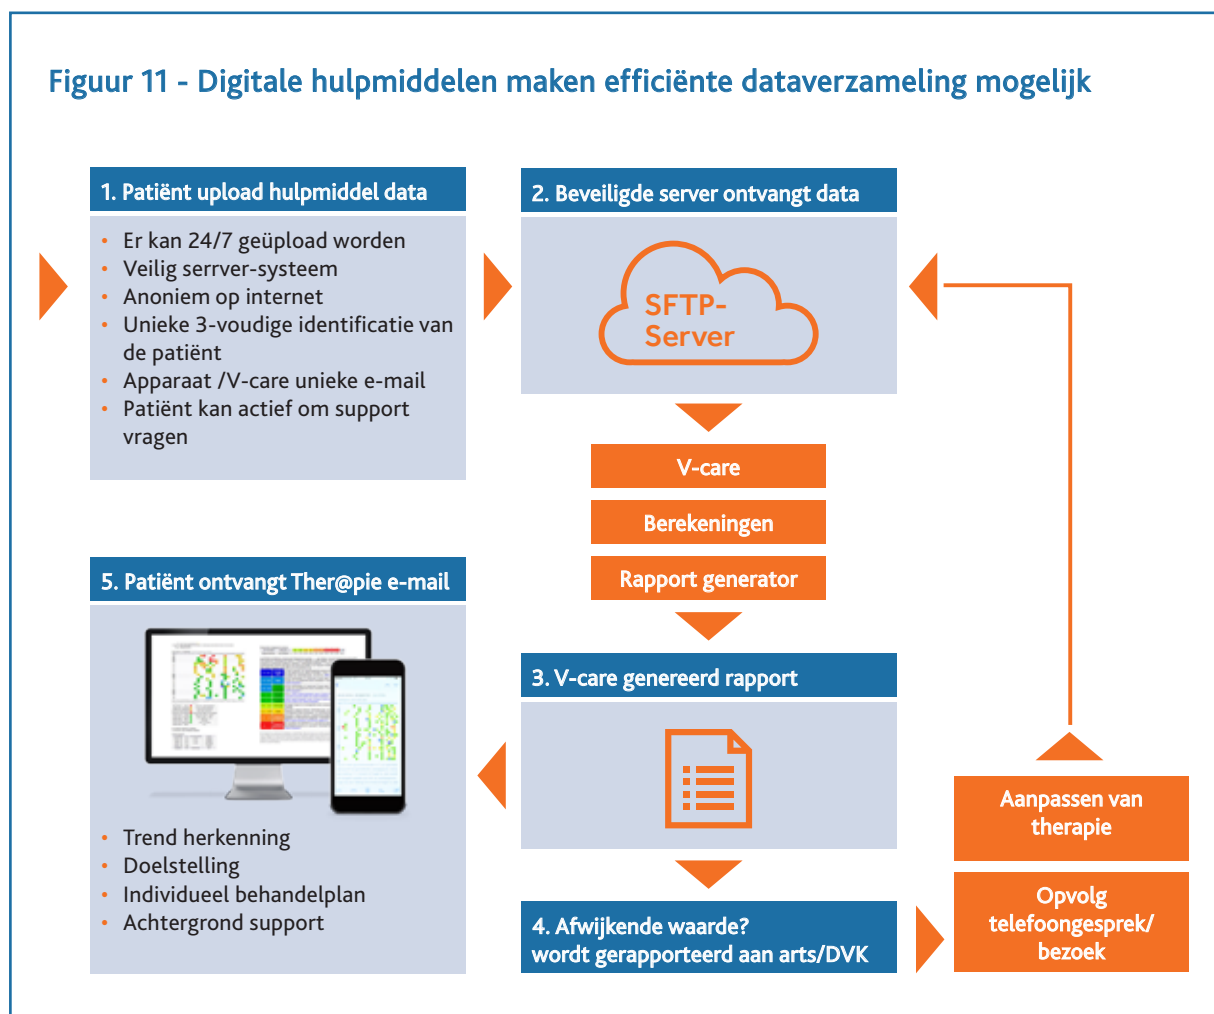 Figuur 11 - Digitale hulpmiddelen maken efficiënte dataverzameling mogelijk
1. Patiënt upload hulpmiddel data
• Er kan 24/7 geüpload worden
• Veilig serrver-systeem
• Anoniem op internet
• Unieke 3-voudige identificatie van
de patiënt
• Apparaat /V-care unieke e-mail
• Patiënt kan actief om support
vragen
2. Beveiligde server ontvangt data
SFTP-
Server
V-care
Berekeningen
Rapport generator
3. V-care genereerd rapport
4. Afwijkende waarde?
wordt gerapporteerd aan arts/DVK
Opvolg
telefoongesprek/
bezoek
Aanpassen van
therapie
5. Patiënt ontvangt Ther@pie e-mail
• Trend herkenning
• Doelstelling
• Individueel behandelplan
• Achtergrond support